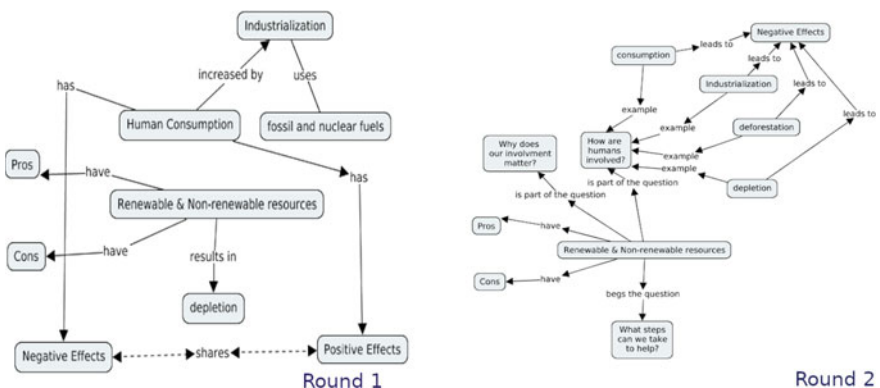 Industrialization
increased by
uses
has
Human Consumption
fossil and nuclear fuels
Pros
have
has
Renewable & Non-renewable resources
Cons
have
results in
depletion
Negative Effects
shares
Positive Effects
Round 1
Negative Effects
consumption
leads to
leads to
Industrialization
leads to
leads to
example
example
deforestation
Why does
our involvment
matter?
How are
humans
involved?
example
example
depletion
is part of the question
is part of the question
Pros
have
Renewable & Non-renewable resources
Cons
have
begs the question
What steps
can we take
to help?
Round 2